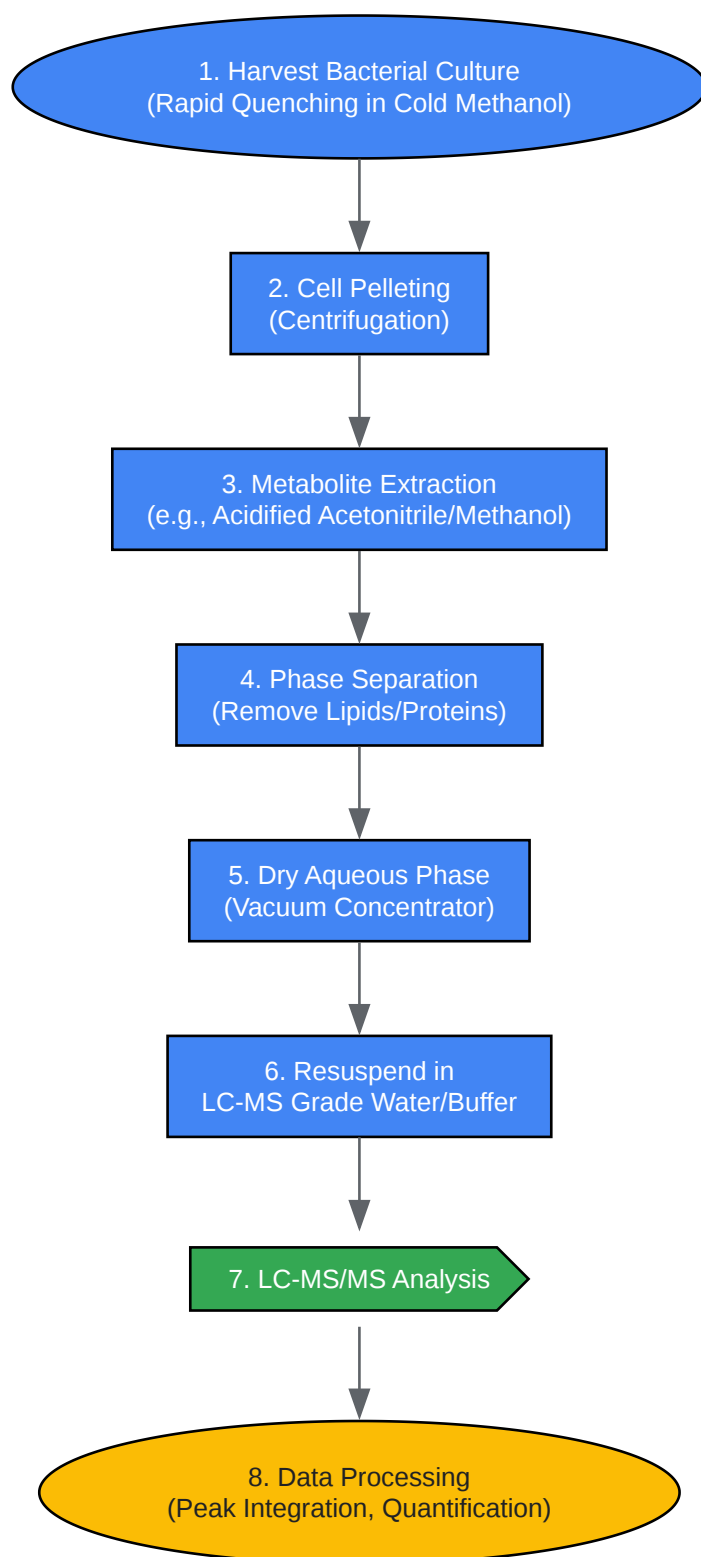 1. Harvest Bacterial Culture
(Rapid Quenching in Cold Methanol)
2. Cell Pelleting
(Centrifugation)
3. Metabolite Extraction
(e.g., Acidified Acetonitrile/Methanol)
4. Phase Separation
(Remove Lipids/Proteins)
5. Dry Aqueous Phase
(Vacuum Concentrator)
6. Resuspend in
LC-MS Grade Water/Buffer
7. LC-MS/MS Analysis
8. Data Processing
(Peak Integration, Quantification)